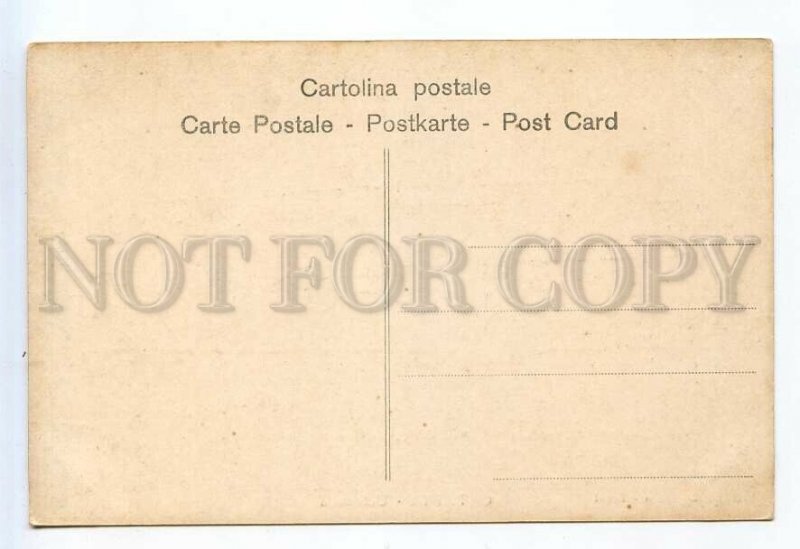 Cartolina postale
Carte Postale - Postkarte - Post Card
NOT FOR COPY